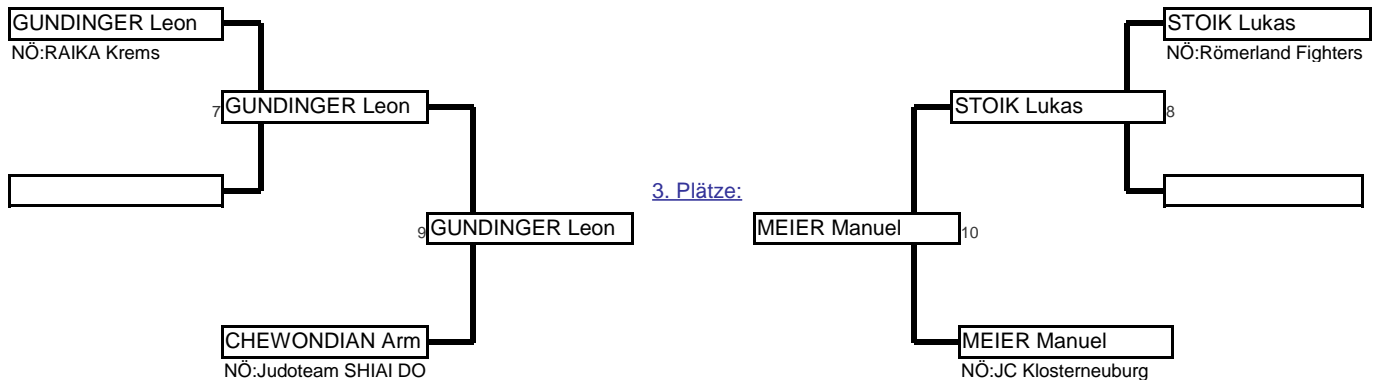 GUNDINGER Leon
NÖ:RAIKA Krems
7 GUNDINGER Leon
9 GUNDINGER Leon
CHEWONDIAN Arm
NÖ:Judoteam SHIAI DO
3. Plätze:
STOIK Lukas
NÖ:Römerland Fighters
STOIK Lukas 8
MEIER Manuel 10
MEIER Manuel
NÖ:JC Klosterneuburg